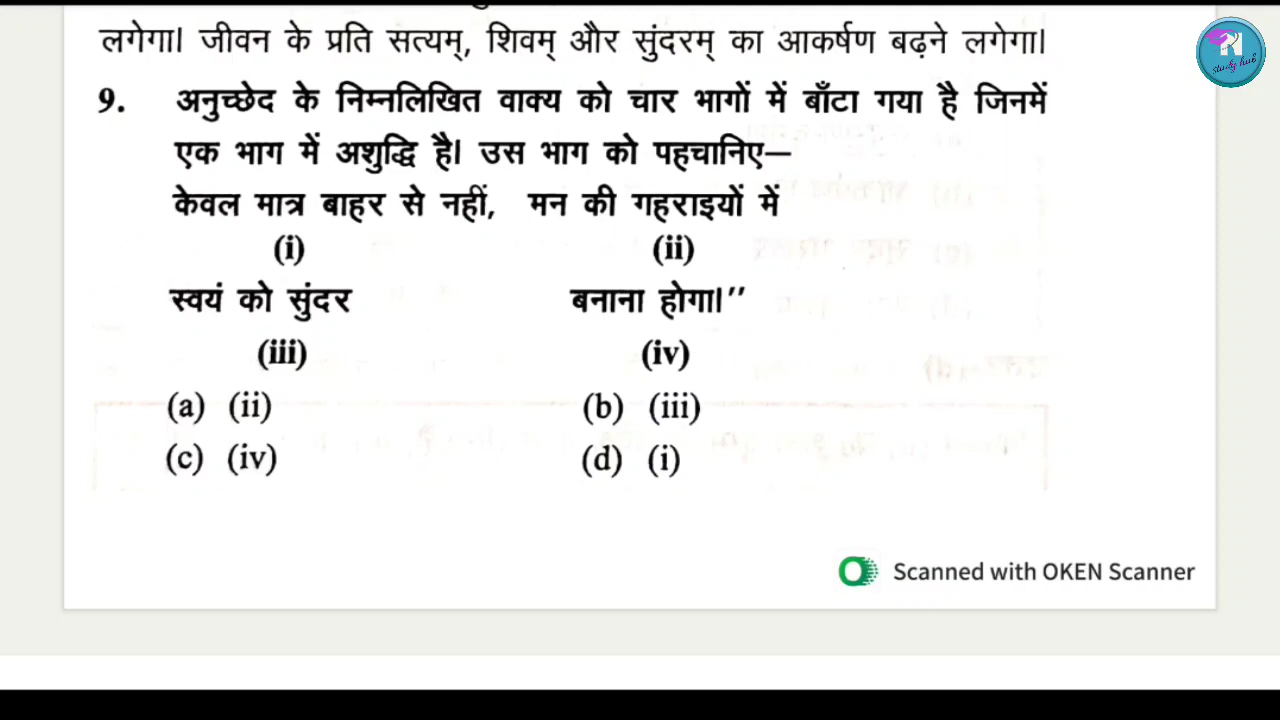 लगेगा। जीवन के प्रति सत्यम्, शिवम् और सुंदरम् का आकर्षण बढ़ने लगेगा।
9. अनुच्छेद के निम्नलिखित वाक्य को चार भागों में बाँटा गया है जिनमें
एक भाग में अशुद्धि है। उस भाग को पहचानिए—
केवल मात्र बाहर से नहीं, मन की गहराइयों में
(i) (ii)
स्वयं को सुंदर बनाना होगा।’’
(iii) (iv)
(a) (ii) (b) (iii)
(c) (iv) (d) (i)
Scanned with OKEN Scanner
N
study hub